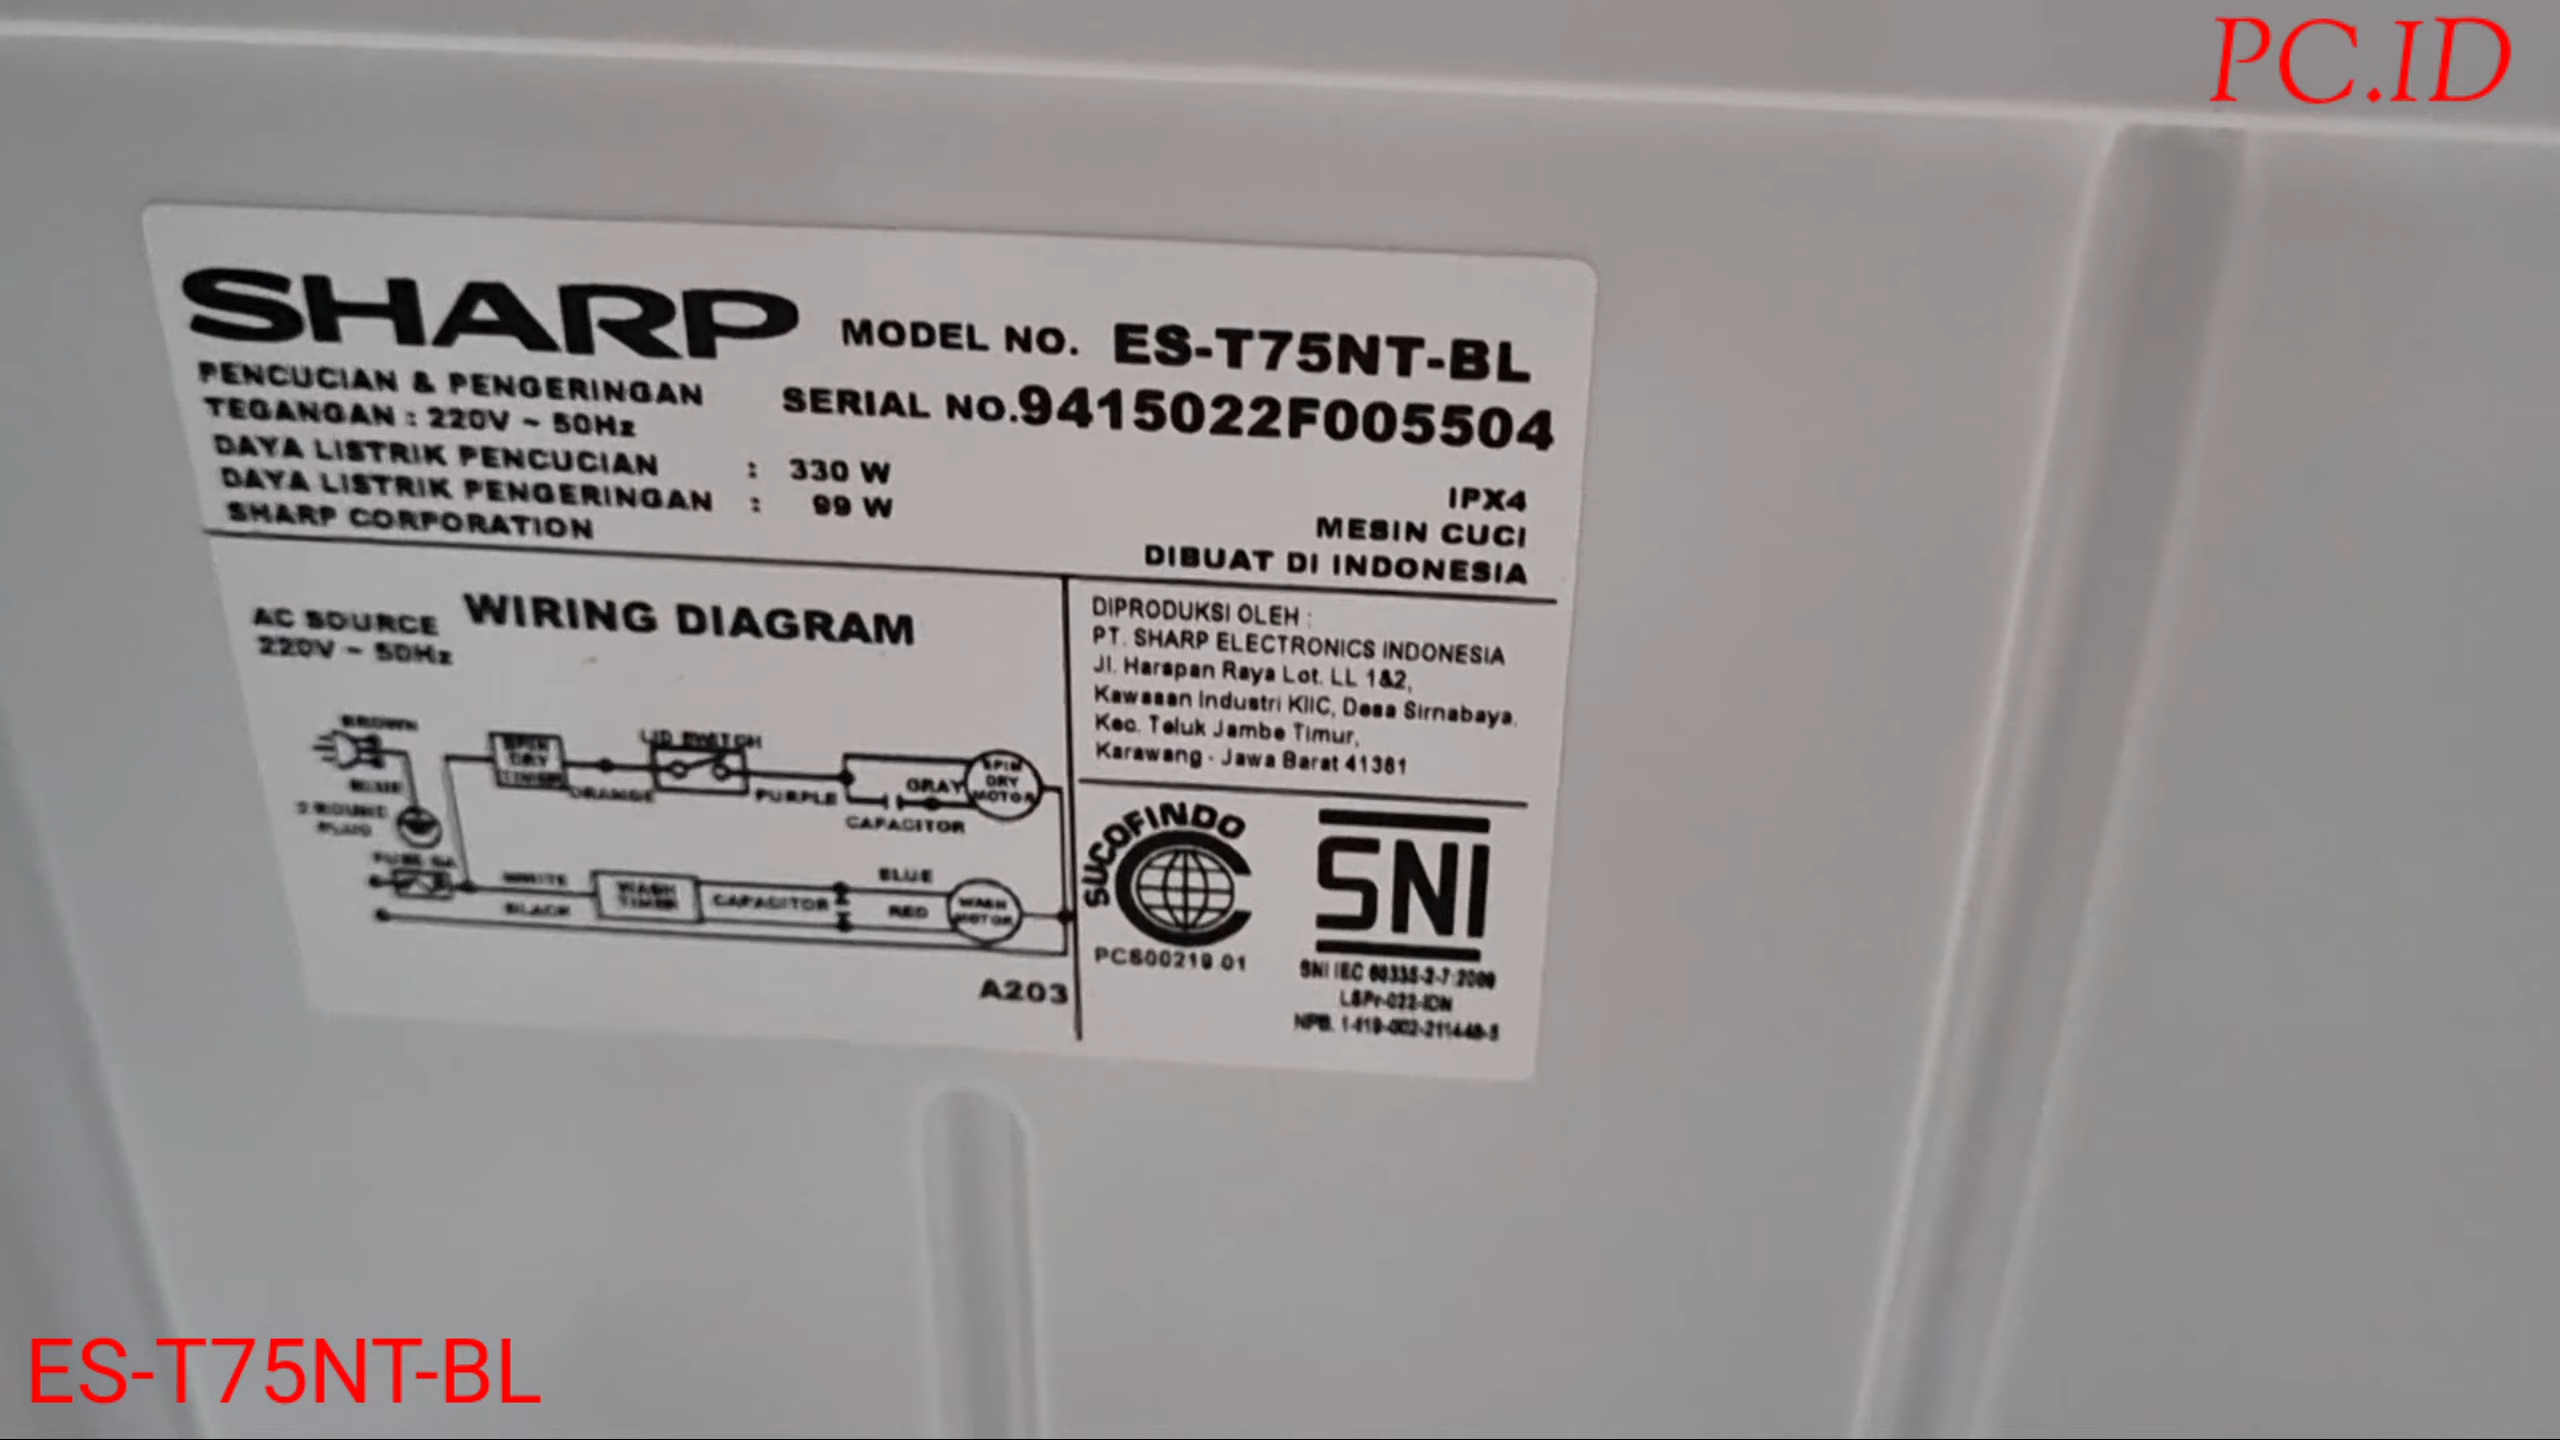 PC.ID
SHARP
MODEL NO. ES-T75NT-BL
SERIAL NO.9415022F005504
PENCUCIAN & PENGERINGAN
TEGANGAN : 220V ~ 50Hz
DAYA LISTRIK PENCUCIAN : 330 W
DAYA LISTRIK PENGERINGAN : 99 W
SHARP CORPORATION
IPX4
MESIN CUCI
DIBUAT DI INDONESIA
WIRING DIAGRAM
AC SOURCE
220V ~ 50Hz
BROWN
BLUE
SPIN
DRY
TIMER
ORANGE
LID SWITCH
PURPLE
GRAY
CAPACITOR
SPIN
DRY
MOTOR
WHITE
BLACK
WASH
TIMER
CAPACITOR
BLUE
RED
WASH
MOTOR
A203
DIPRODUKSI OLEH :
PT. SHARP ELECTRONICS INDONESIA
Jl. Harapan Raya Lot. LL 1&2,
Kawasan Industri KIIC, Desa Sirnabaya.
Kec. Teluk Jambe Timur,
Karawang - Jawa Barat 41361
SUCOFINDO
SNI
SNI IEC 60335-2-7:2009
LSPr-022-IDN
ES-T75NT-BL